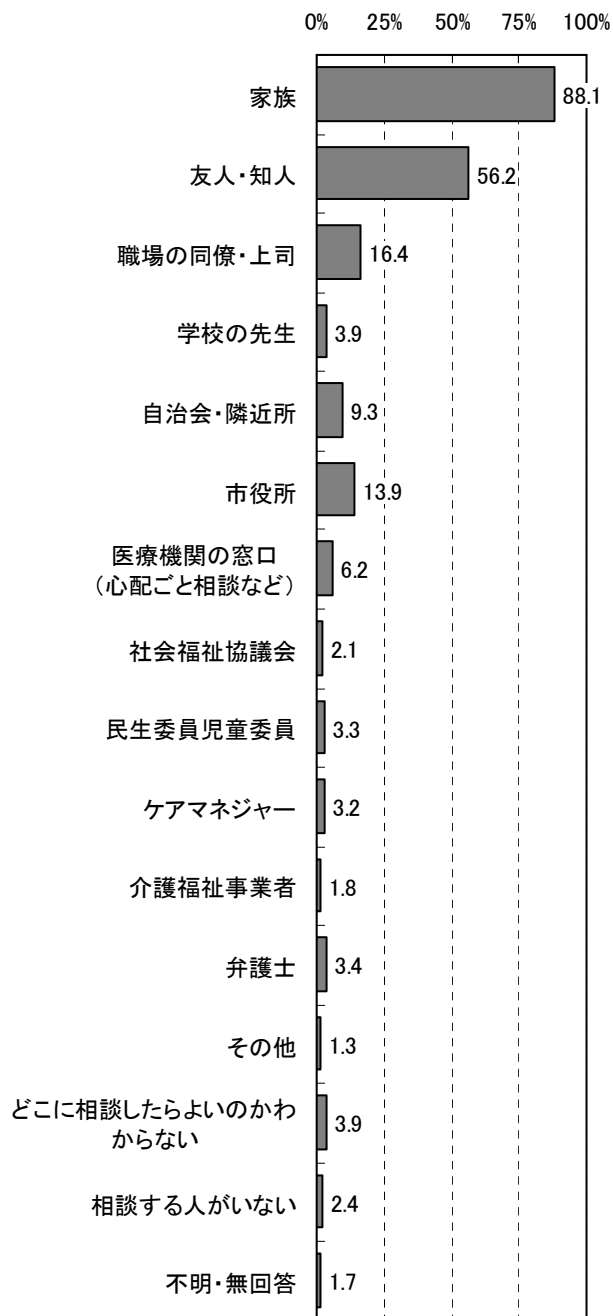 0% 25% 50% 75% 100%
家族 88.1
友人・知人 56.2
職場の同僚・上司 16.4
学校の先生 3.9
自治会・隣近所 9.3
市役所 13.9
医療機関の窓口
（心配ごと相談など） 6.2
社会福祉協議会 2.1
民生委員児童委員 3.3
ケアマネジャー 3.2
介護福祉事業者 1.8
弁護士 3.4
その他 1.3
どこに相談したらよいのかわ
からない 3.9
相談する人がいない 2.4
不明・無回答 1.7